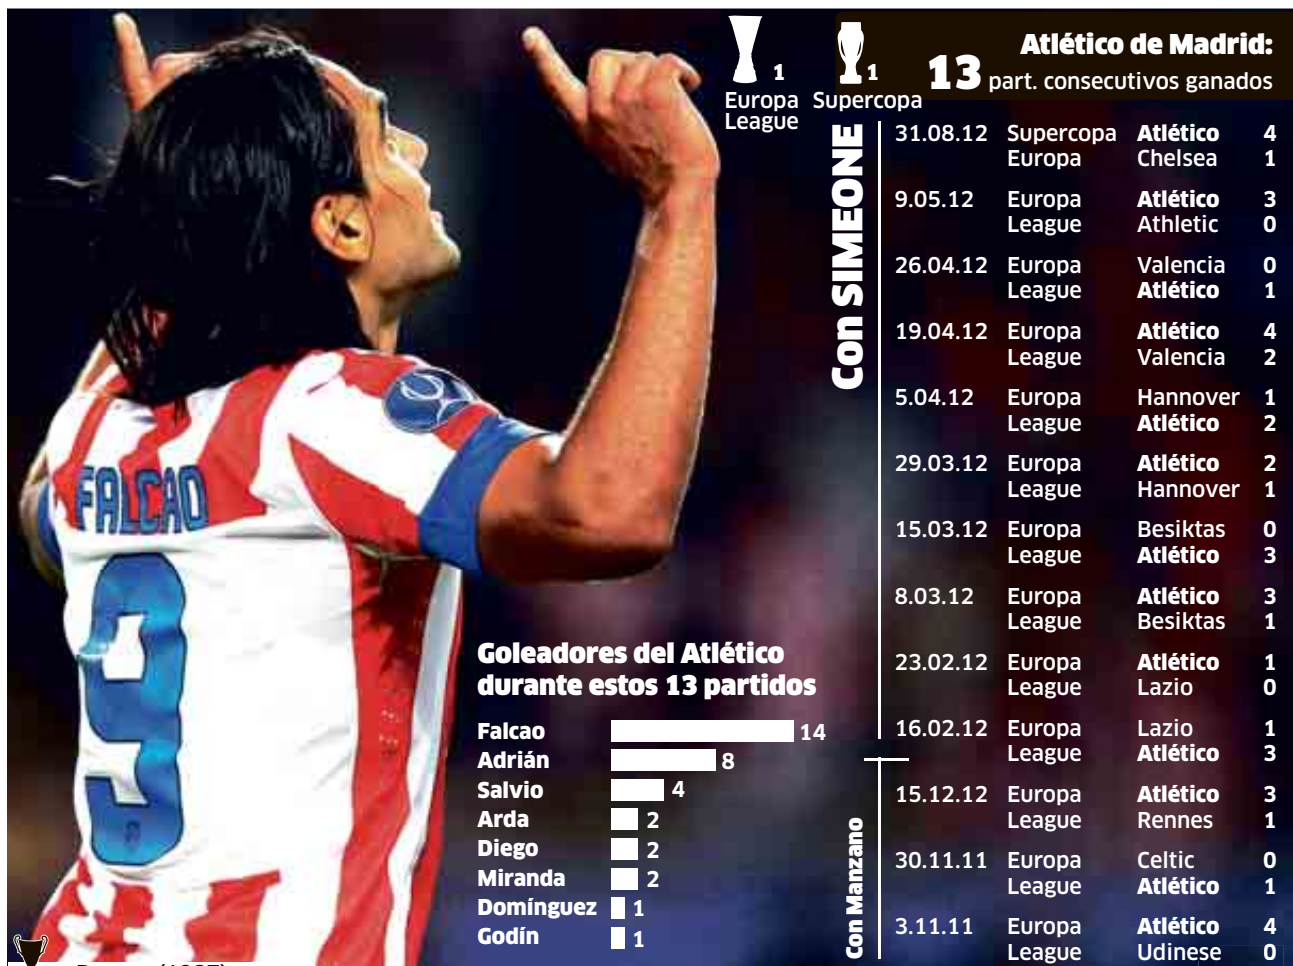 Atlético de Madrid:
13 part. consecutivos ganados
1
Europa
League
1
Supercopa
Con SIMEONE
31.08.12 Supercopa Atlético 4
Europa Chelsea 1
9.05.12 Europa Atlético 3
League Athletic 0
26.04.12 Europa Valencia 0
League Atlético 1
19.04.12 Europa Atlético 4
League Valencia 2
5.04.12 Europa Hannover 1
League Atlético 2
29.03.12 Europa Atlético 2
League Hannover 1
15.03.12 Europa Besiktas 0
League Atlético 3
8.03.12 Europa Atlético 3
League Besiktas 1
23.02.12 Europa Atlético 1
League Lazio 0
16.02.12 Europa Lazio 1
League Atlético 3
Con Manzano
15.12.12 Europa Atlético 3
League Rennes 1
30.11.11 Europa Celtic 0
League Atlético 1
3.11.11 Europa Atlético 4
League Udinese 0
FALCAO
9
Goleadores del Atlético
durante estos 13 partidos
Falcao 14
Adrián 8
Salvio 4
Arda 2
Diego 2
Miranda 2
Domínguez 1
Godín 1